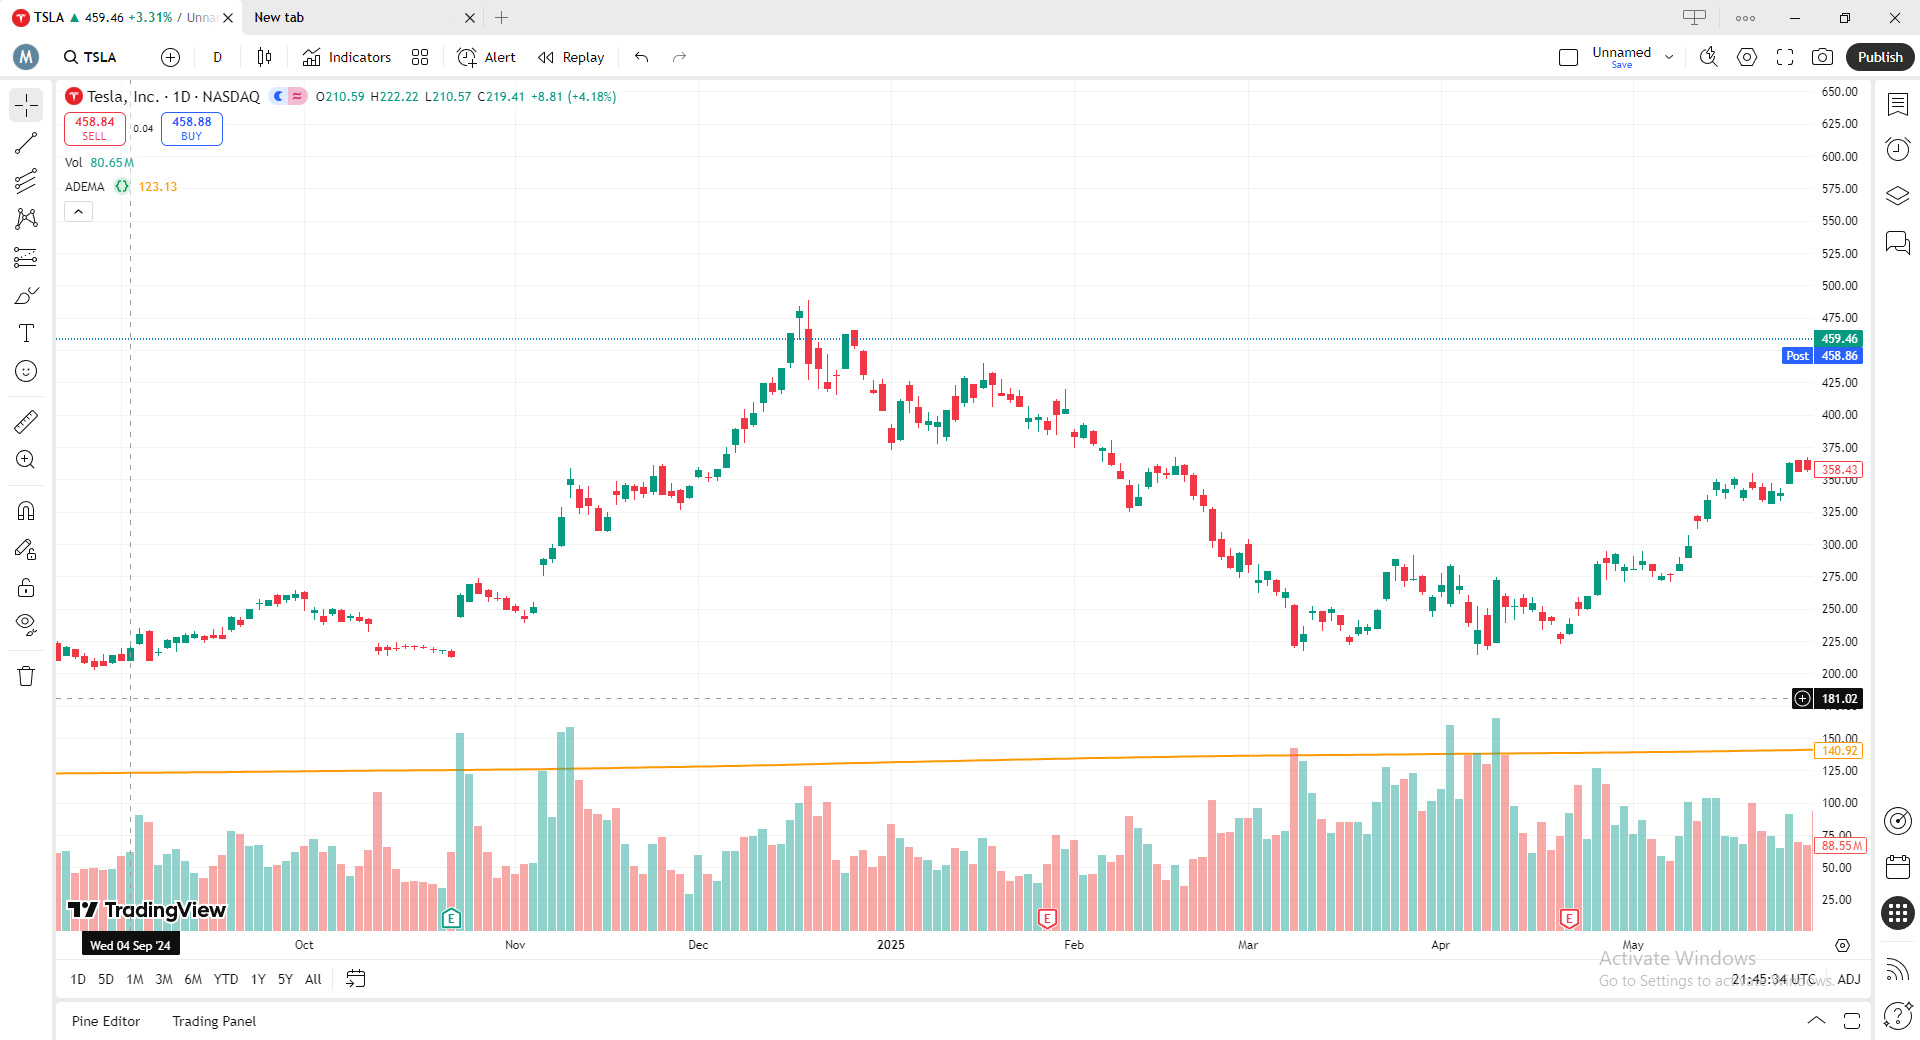 TSLA ▲ 459.46 +3.31% / Unna
New tab
M
TSLA
D
Indicators
Alert
Replay
Unnamed
Save
Publish
Tesla, Inc. · 1D · NASDAQ
O210.59 H222.22 L210.57 C219.41 +8.81 (+4.18%)
458.84
SELL
0.04
458.88
BUY
Vol 80.65M
ADEMA 123.13
650.00
625.00
600.00
575.00
550.00
525.00
500.00
475.00
459.46
Post 458.86
425.00
400.00
375.00
358.43
350.00
325.00
300.00
275.00
250.00
225.00
200.00
181.02
150.00
140.92
125.00
100.00
75.00
88.55M
50.00
25.00
TradingView
E
E
E
Wed 04 Sep '24
Oct
Nov
Dec
2025
Feb
Mar
Apr
May
Activate Windows
Go to Settings to activate Windows.
1D 5D 1M 3M 6M YTD 1Y 5Y All
21:45:34 UTC
ADJ
Pine Editor
Trading Panel